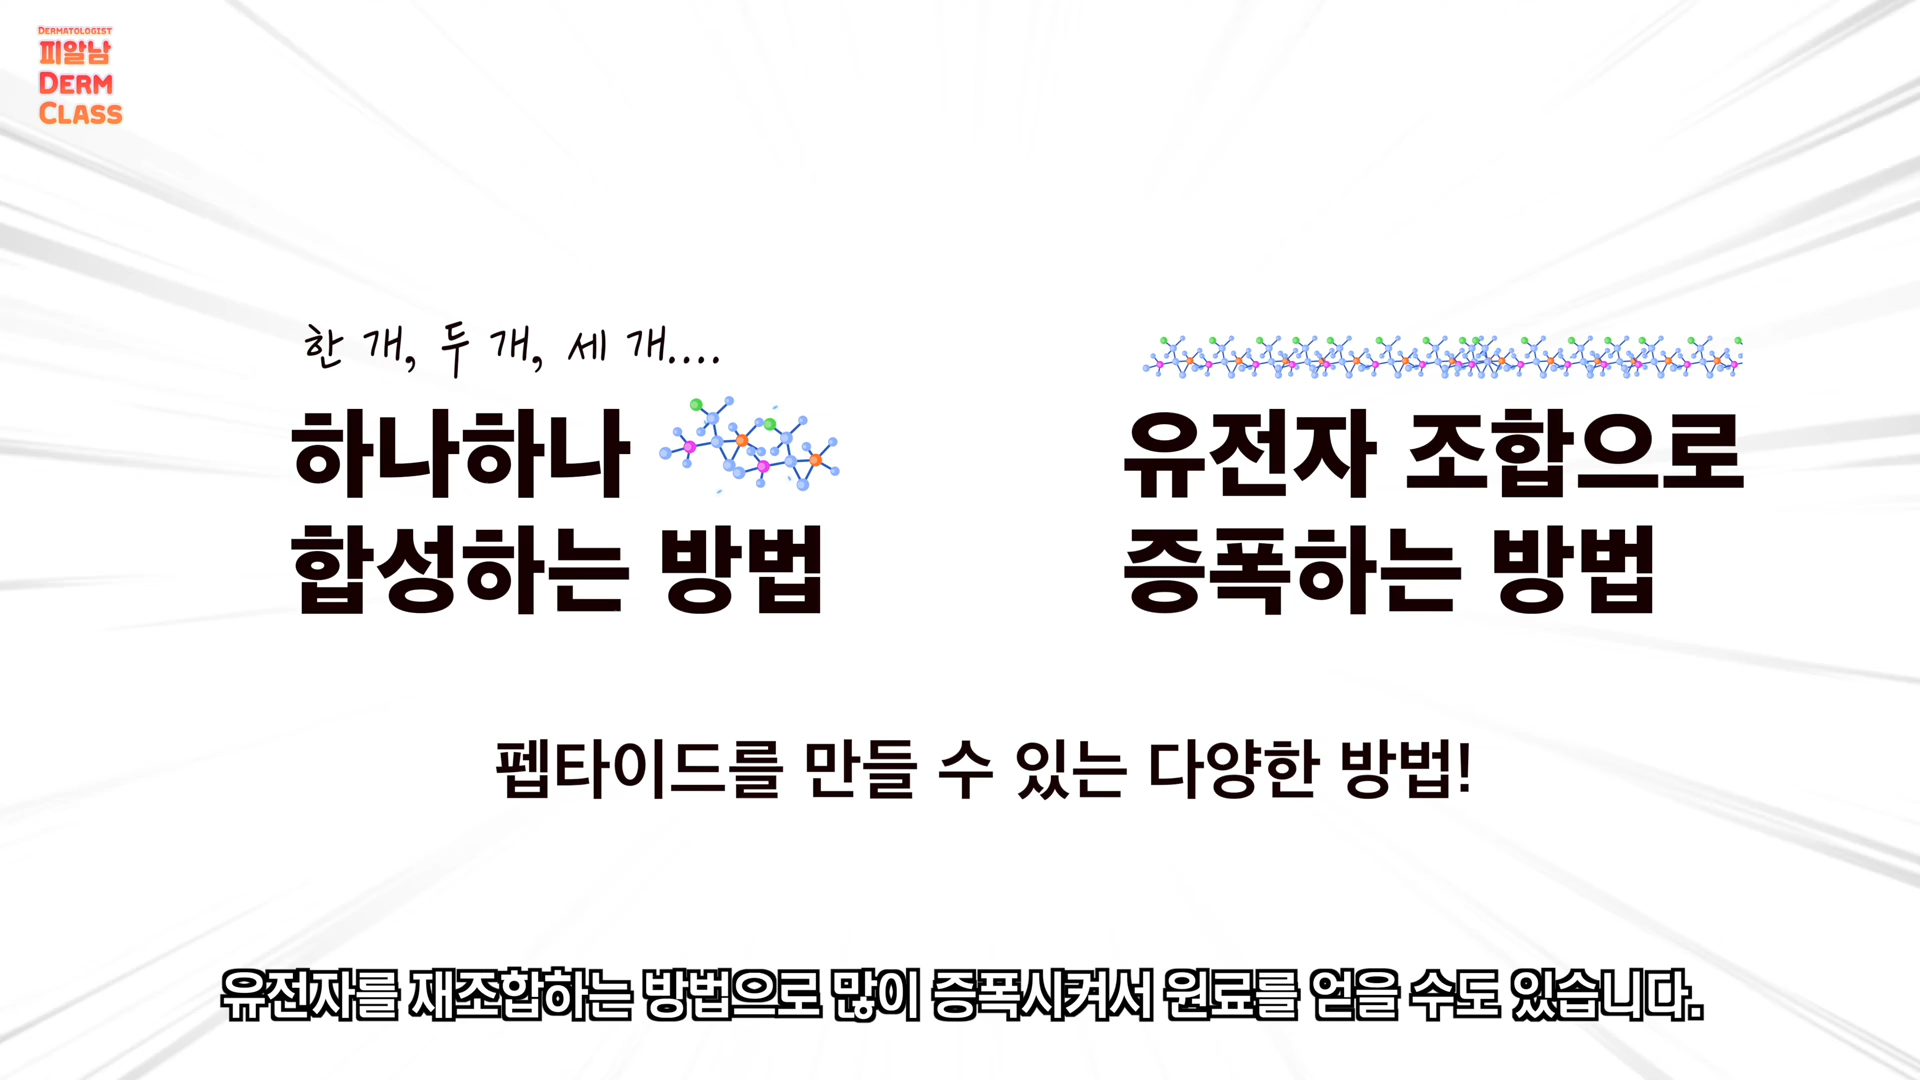 DERMATOLOGIST
피알남
DERM
CLASS
한 개, 두 개, 세 개....
하나하나
합성하는 방법
유전자 조합으로
증폭하는 방법
펩타이드를 만들 수 있는 다양한 방법!
유전자를 재조합하는 방법으로 많이 증폭시켜서 원료를 얻을 수도 있습니다.